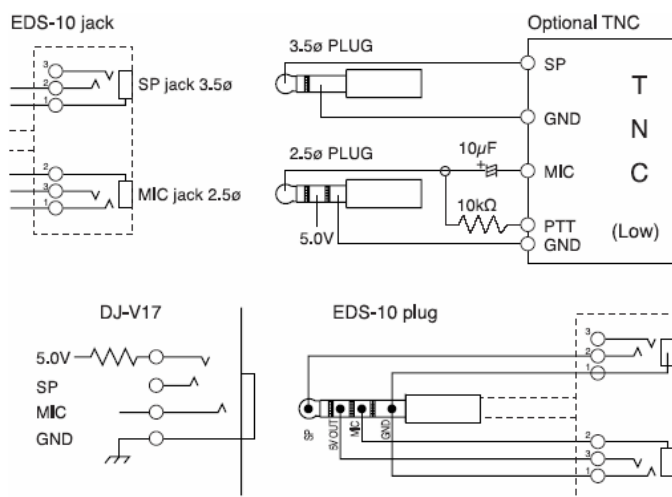 EDS-10 jack
3
2
1
SP jack 3.5ø
2
3
1
MIC jack 2.5ø
Optional TNC
3.5ø PLUG
SP
GND
2.5ø PLUG
10µF
+
MIC
10kΩ
PTT
5.0V
GND
T
N
C
(Low)
DJ-V17
5.0V
SP
MIC
GND
EDS-10 plug
SP
5V OUT
MIC
GND
3
2
1
2
3
1